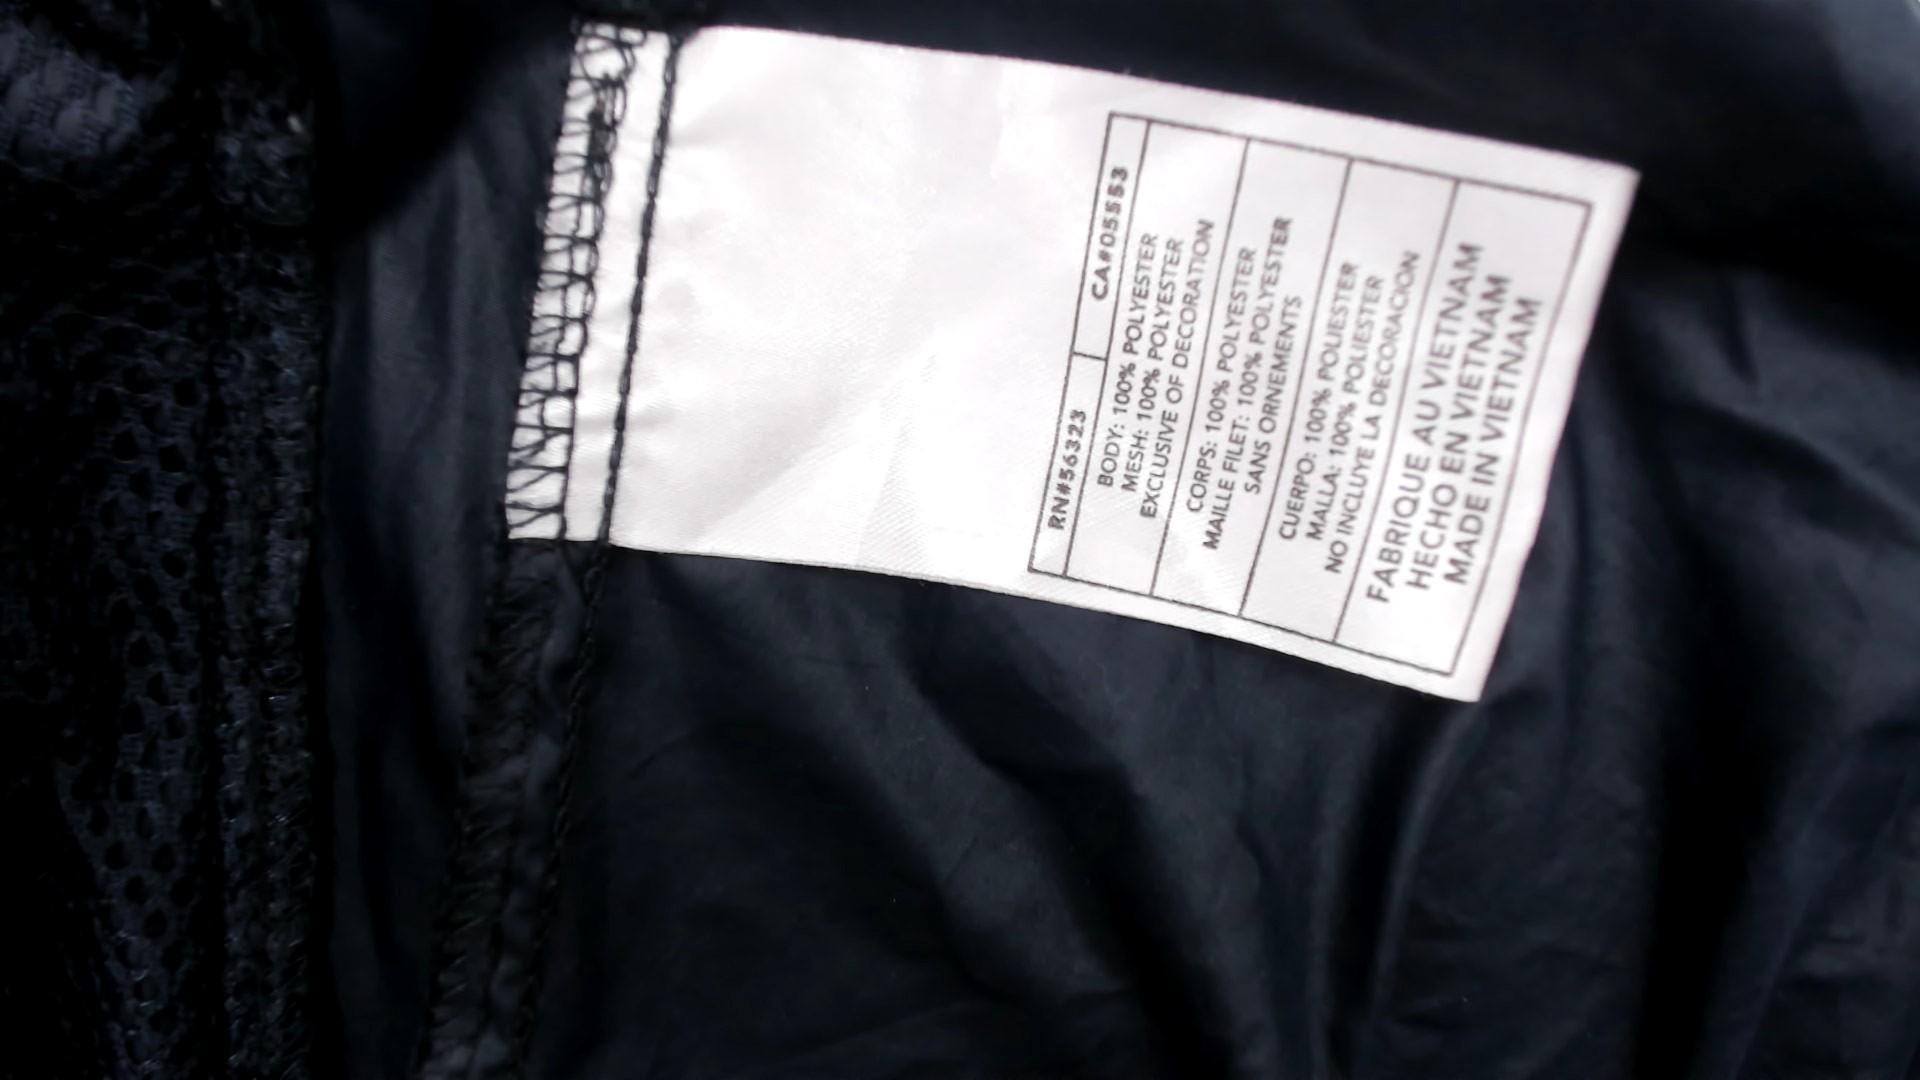 RN#56323 CA#05553
BODY: 100% POLYESTER
MESH: 100% POLYESTER
EXCLUSIVE OF DECORATION
CORPS: 100% POLYESTER
MAILLE FILET: 100% POLYESTER
SANS ORNEMENTS
CUERPO: 100% POLIESTER
MALLA: 100% POLIESTER
NO INCLUYE LA DECORACION
FABRIQUE AU VIETNAM
HECHO EN VIETNAM
MADE IN VIETNAM